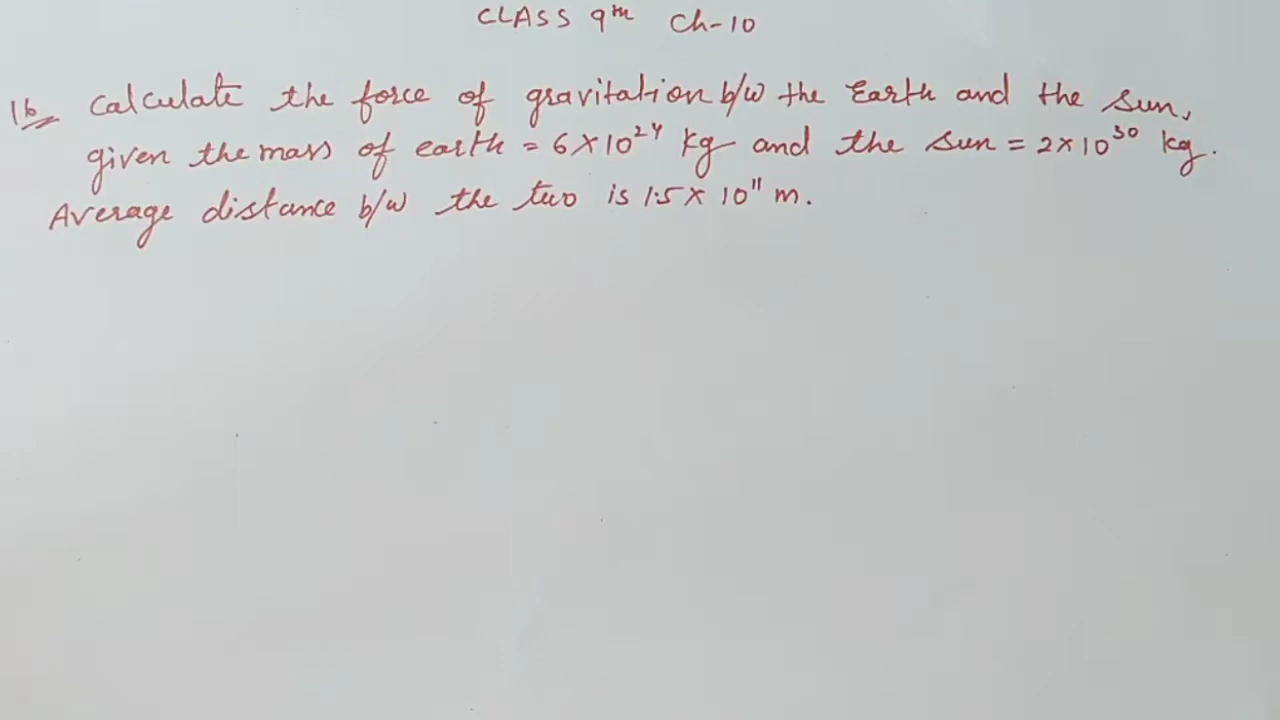 CLASS 9th Ch-10
16. Calculate the force of gravitation b/w the Earth and the Sun,
given the mass of earth = 6×10²⁴ kg and the sun = 2×10³⁰ kg.
Average distance b/w the two is 1.5×10¹¹ m.